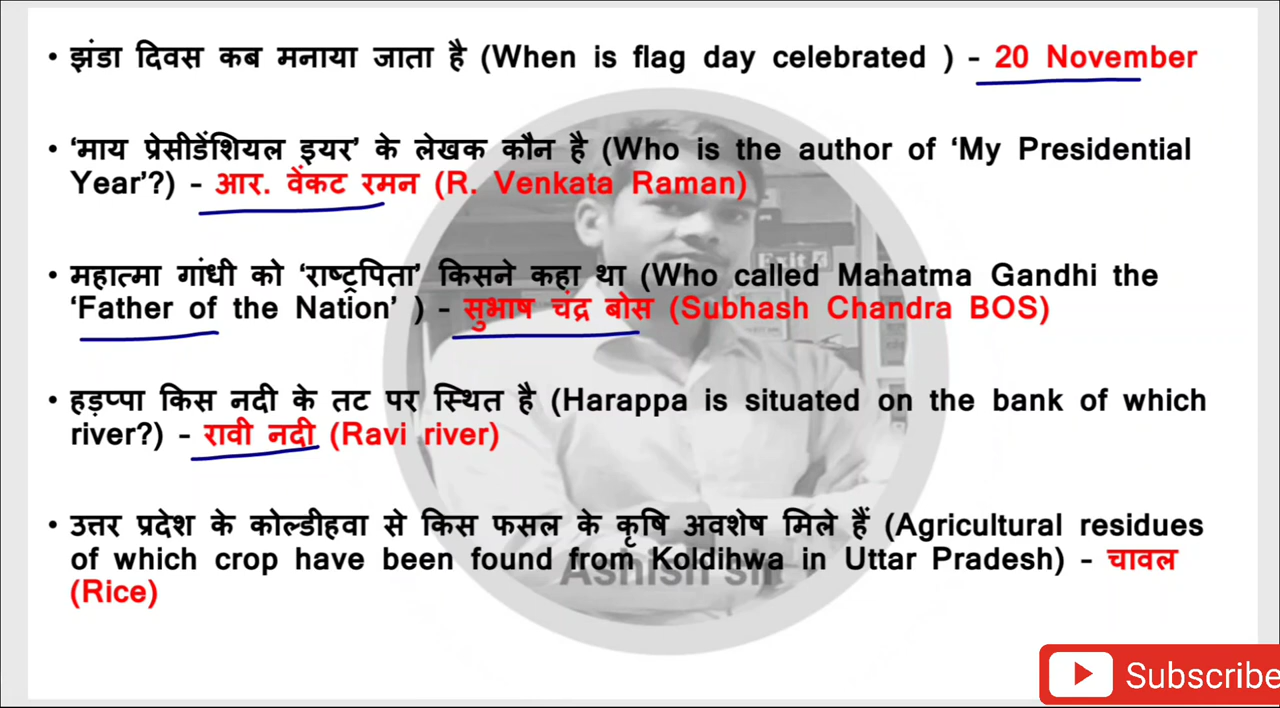 • झंडा दिवस कब मनाया जाता है (When is flag day celebrated ) – 20 November
• ‘माय प्रेसीडेंशियल इयर’ के लेखक कौन है (Who is the author of ‘My Presidential
Year’?) – आर. वेंकट रमन (R. Venkata Raman)
• महात्मा गांधी को ‘राष्ट्रपिता’ किसने कहा था (Who called Mahatma Gandhi the
‘Father of the Nation’ ) – सुभाष चंद्र बोस (Subhash Chandra BOS)
• हड़प्पा किस नदी के तट पर स्थित है (Harappa is situated on the bank of which
river?) – रावी नदी (Ravi river)
• उत्तर प्रदेश के कोल्डीहवा से किस फसल के कृषि अवशेष मिले हैं (Agricultural residues
of which crop have been found from Koldihwa in Uttar Pradesh) – चावल
(Rice)
Exit
Ashish sir
Subscribe